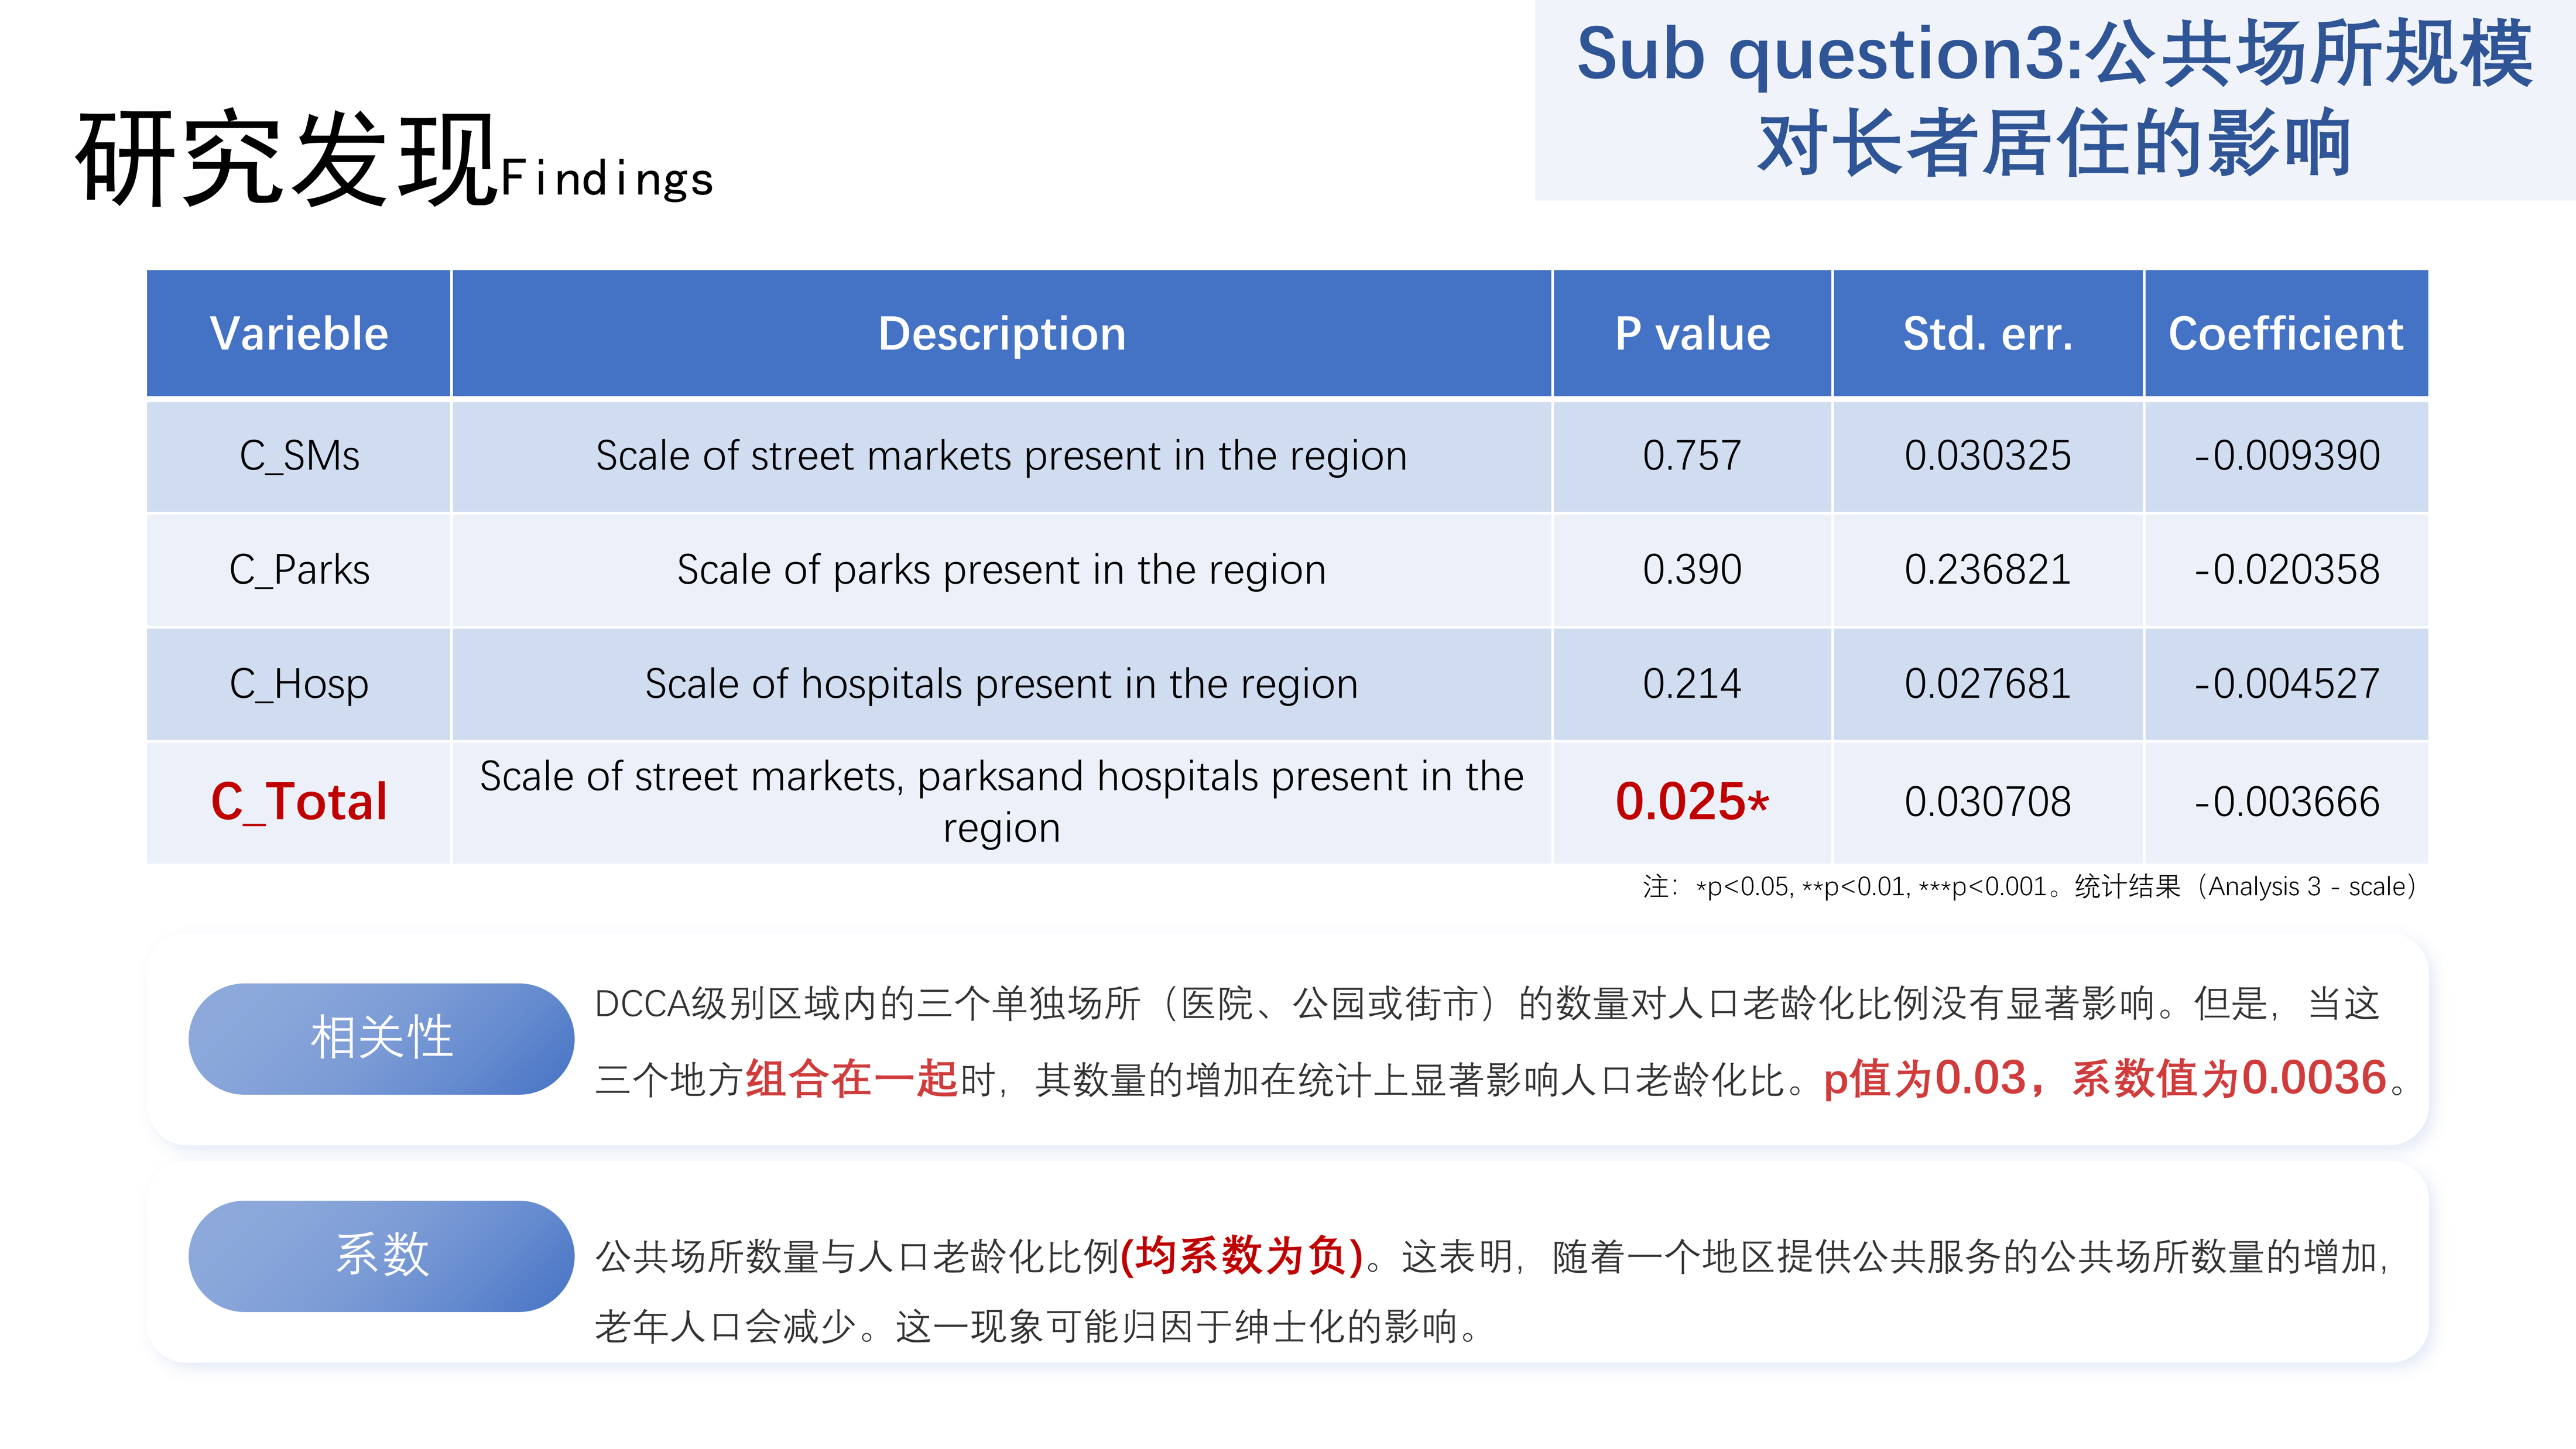 Sub question3:公共场所规模
对长者居住的影响
研究发现Findings
Varieble Description P value Std. err. Coefficient
C_SMs Scale of street markets present in the region 0.757 0.030325 -0.009390
C_Parks Scale of parks present in the region 0.390 0.236821 -0.020358
C_Hosp Scale of hospitals present in the region 0.214 0.027681 -0.004527
C_Total Scale of street markets, parksand hospitals present in the
region 0.025* 0.030708 -0.003666
注：*p<0.05, **p<0.01, ***p<0.001。统计结果（Analysis 3 - scale）
相关性
DCCA级别区域内的三个单独场所（医院、公园或街市）的数量对人口老龄化比例没有显著影响。但是，当这
三个地方组合在一起时，其数量的增加在统计上显著影响人口老龄化比。p值为0.03，系数值为0.0036。
系数
公共场所数量与人口老龄化比例(均系数为负)。这表明，随着一个地区提供公共服务的公共场所数量的增加，
老年人口会减少。这一现象可能归因于绅士化的影响。